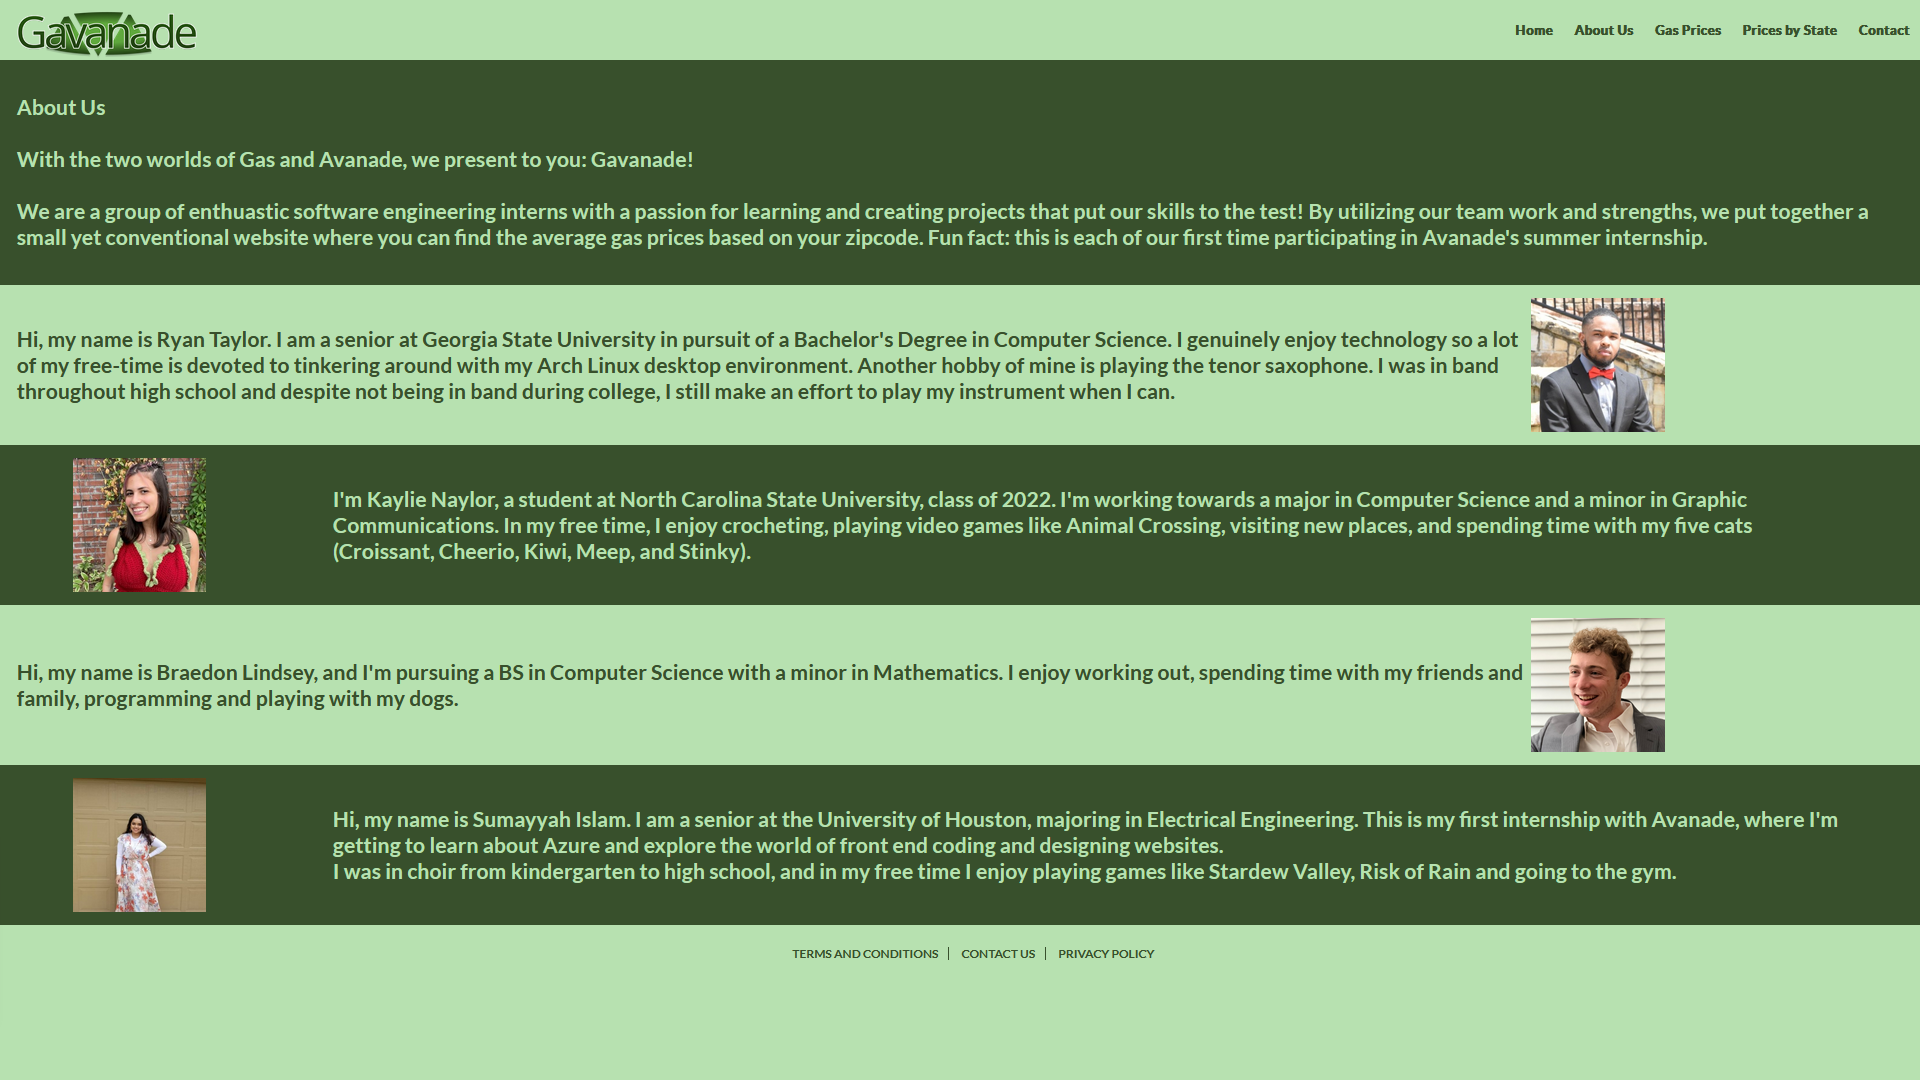 Gavanade
Home
About Us
Gas Prices
Prices by State
Contact
About Us
With the two worlds of Gas and Avanade, we present to you: Gavanade!
We are a group of enthuastic software engineering interns with a passion for learning and creating projects that put our skills to the test! By utilizing our team work and strengths, we put together a
small yet conventional website where you can find the average gas prices based on your zipcode. Fun fact: this is each of our first time participating in Avanade's summer internship.
Hi, my name is Ryan Taylor. I am a senior at Georgia State University in pursuit of a Bachelor's Degree in Computer Science. I genuinely enjoy technology so a lot
of my free-time is devoted to tinkering around with my Arch Linux desktop environment. Another hobby of mine is playing the tenor saxophone. I was in band
throughout high school and despite not being in band during college, I still make an effort to play my instrument when I can.
I'm Kaylie Naylor, a student at North Carolina State University, class of 2022. I'm working towards a major in Computer Science and a minor in Graphic
Communications. In my free time, I enjoy crocheting, playing video games like Animal Crossing, visiting new places, and spending time with my five cats
(Croissant, Cheerio, Kiwi, Meep, and Stinky).
Hi, my name is Braedon Lindsey, and I'm pursuing a BS in Computer Science with a minor in Mathematics. I enjoy working out, spending time with my friends and
family, programming and playing with my dogs.
Hi, my name is Sumayyah Islam. I am a senior at the University of Houston, majoring in Electrical Engineering. This is my first internship with Avanade, where I'm
getting to learn about Azure and explore the world of front end coding and designing websites.
I was in choir from kindergarten to high school, and in my free time I enjoy playing games like Stardew Valley, Risk of Rain and going to the gym.
TERMS AND CONDITIONS
CONTACT US
PRIVACY POLICY